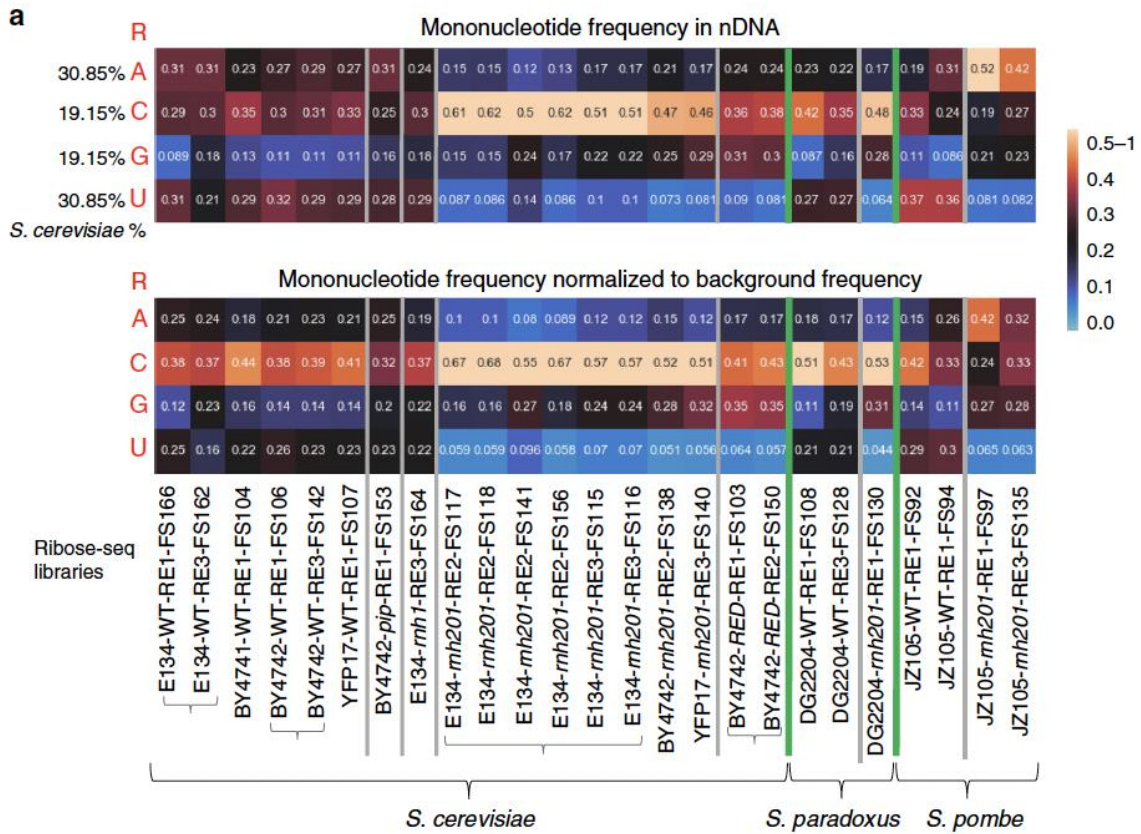 a
R
Mononucleotide frequency in nDNA
30.85% A 0.31 0.31 0.23 0.27 0.29 0.27 0.31 0.24 0.15 0.15 0.12 0.13 0.17 0.17 0.21 0.17 0.24 0.24 0.23 0.22 0.17 0.19 0.31 0.52 0.42
19.15% C 0.29 0.3 0.35 0.3 0.31 0.33 0.25 0.3 0.61 0.62 0.5 0.62 0.51 0.51 0.47 0.46 0.36 0.38 0.42 0.35 0.48 0.33 0.24 0.19 0.27
19.15% G 0.089 0.18 0.13 0.11 0.11 0.11 0.16 0.18 0.15 0.15 0.24 0.17 0.22 0.22 0.25 0.29 0.31 0.3 0.087 0.16 0.28 0.11 0.086 0.21 0.23
30.85% U 0.31 0.21 0.29 0.32 0.29 0.29 0.28 0.29 0.087 0.086 0.14 0.086 0.1 0.1 0.073 0.081 0.09 0.081 0.27 0.27 0.064 0.37 0.36 0.081 0.082
S. cerevisiae %
0.5–1
0.4
0.3
0.2
0.1
0.0
R
Mononucleotide frequency normalized to background frequency
A 0.25 0.24 0.18 0.21 0.23 0.21 0.25 0.19 0.1 0.1 0.08 0.089 0.12 0.12 0.15 0.12 0.17 0.17 0.18 0.17 0.12 0.15 0.26 0.42 0.32
C 0.38 0.37 0.44 0.38 0.39 0.41 0.32 0.37 0.67 0.68 0.55 0.67 0.57 0.57 0.52 0.51 0.41 0.43 0.51 0.43 0.53 0.42 0.33 0.24 0.33
G 0.12 0.23 0.16 0.14 0.14 0.14 0.2 0.22 0.16 0.16 0.27 0.18 0.24 0.24 0.28 0.32 0.35 0.35 0.11 0.19 0.31 0.14 0.11 0.27 0.28
U 0.25 0.16 0.22 0.26 0.23 0.23 0.23 0.22 0.059 0.059 0.096 0.058 0.07 0.07 0.051 0.056 0.064 0.057 0.21 0.21 0.044 0.29 0.3 0.065 0.063
Ribose-seq
libraries
E134-WT-RE1-FS166
E134-WT-RE3-FS162
BY4741-WT-RE1-FS104
BY4742-WT-RE1-FS106
BY4742-WT-RE3-FS142
YFP17-WT-RE1-FS107
BY4742-pip-RE1-FS153
E134-rnh1-RE3-FS164
E134-rnh201-RE2-FS117
E134-rnh201-RE2-FS118
E134-rnh201-RE2-FS141
E134-rnh201-RE2-FS156
E134-rnh201-RE3-FS115
E134-rnh201-RE3-FS116
BY4742-rnh201-RE2-FS138
YFP17-rnh201-RE3-FS140
BY4742-RED-RE1-FS103
BY4742-RED-RE2-FS150
DG2204-WT-RE1-FS108
DG2204-WT-RE3-FS128
DG2204-rnh201-RE1-FS130
JZ105-WT-RE1-FS92
JZ105-WT-RE1-FS94
JZ105-rnh201-RE1-FS97
JZ105-rnh201-RE3-FS135
S. cerevisiae
S. paradoxus
S. pombe